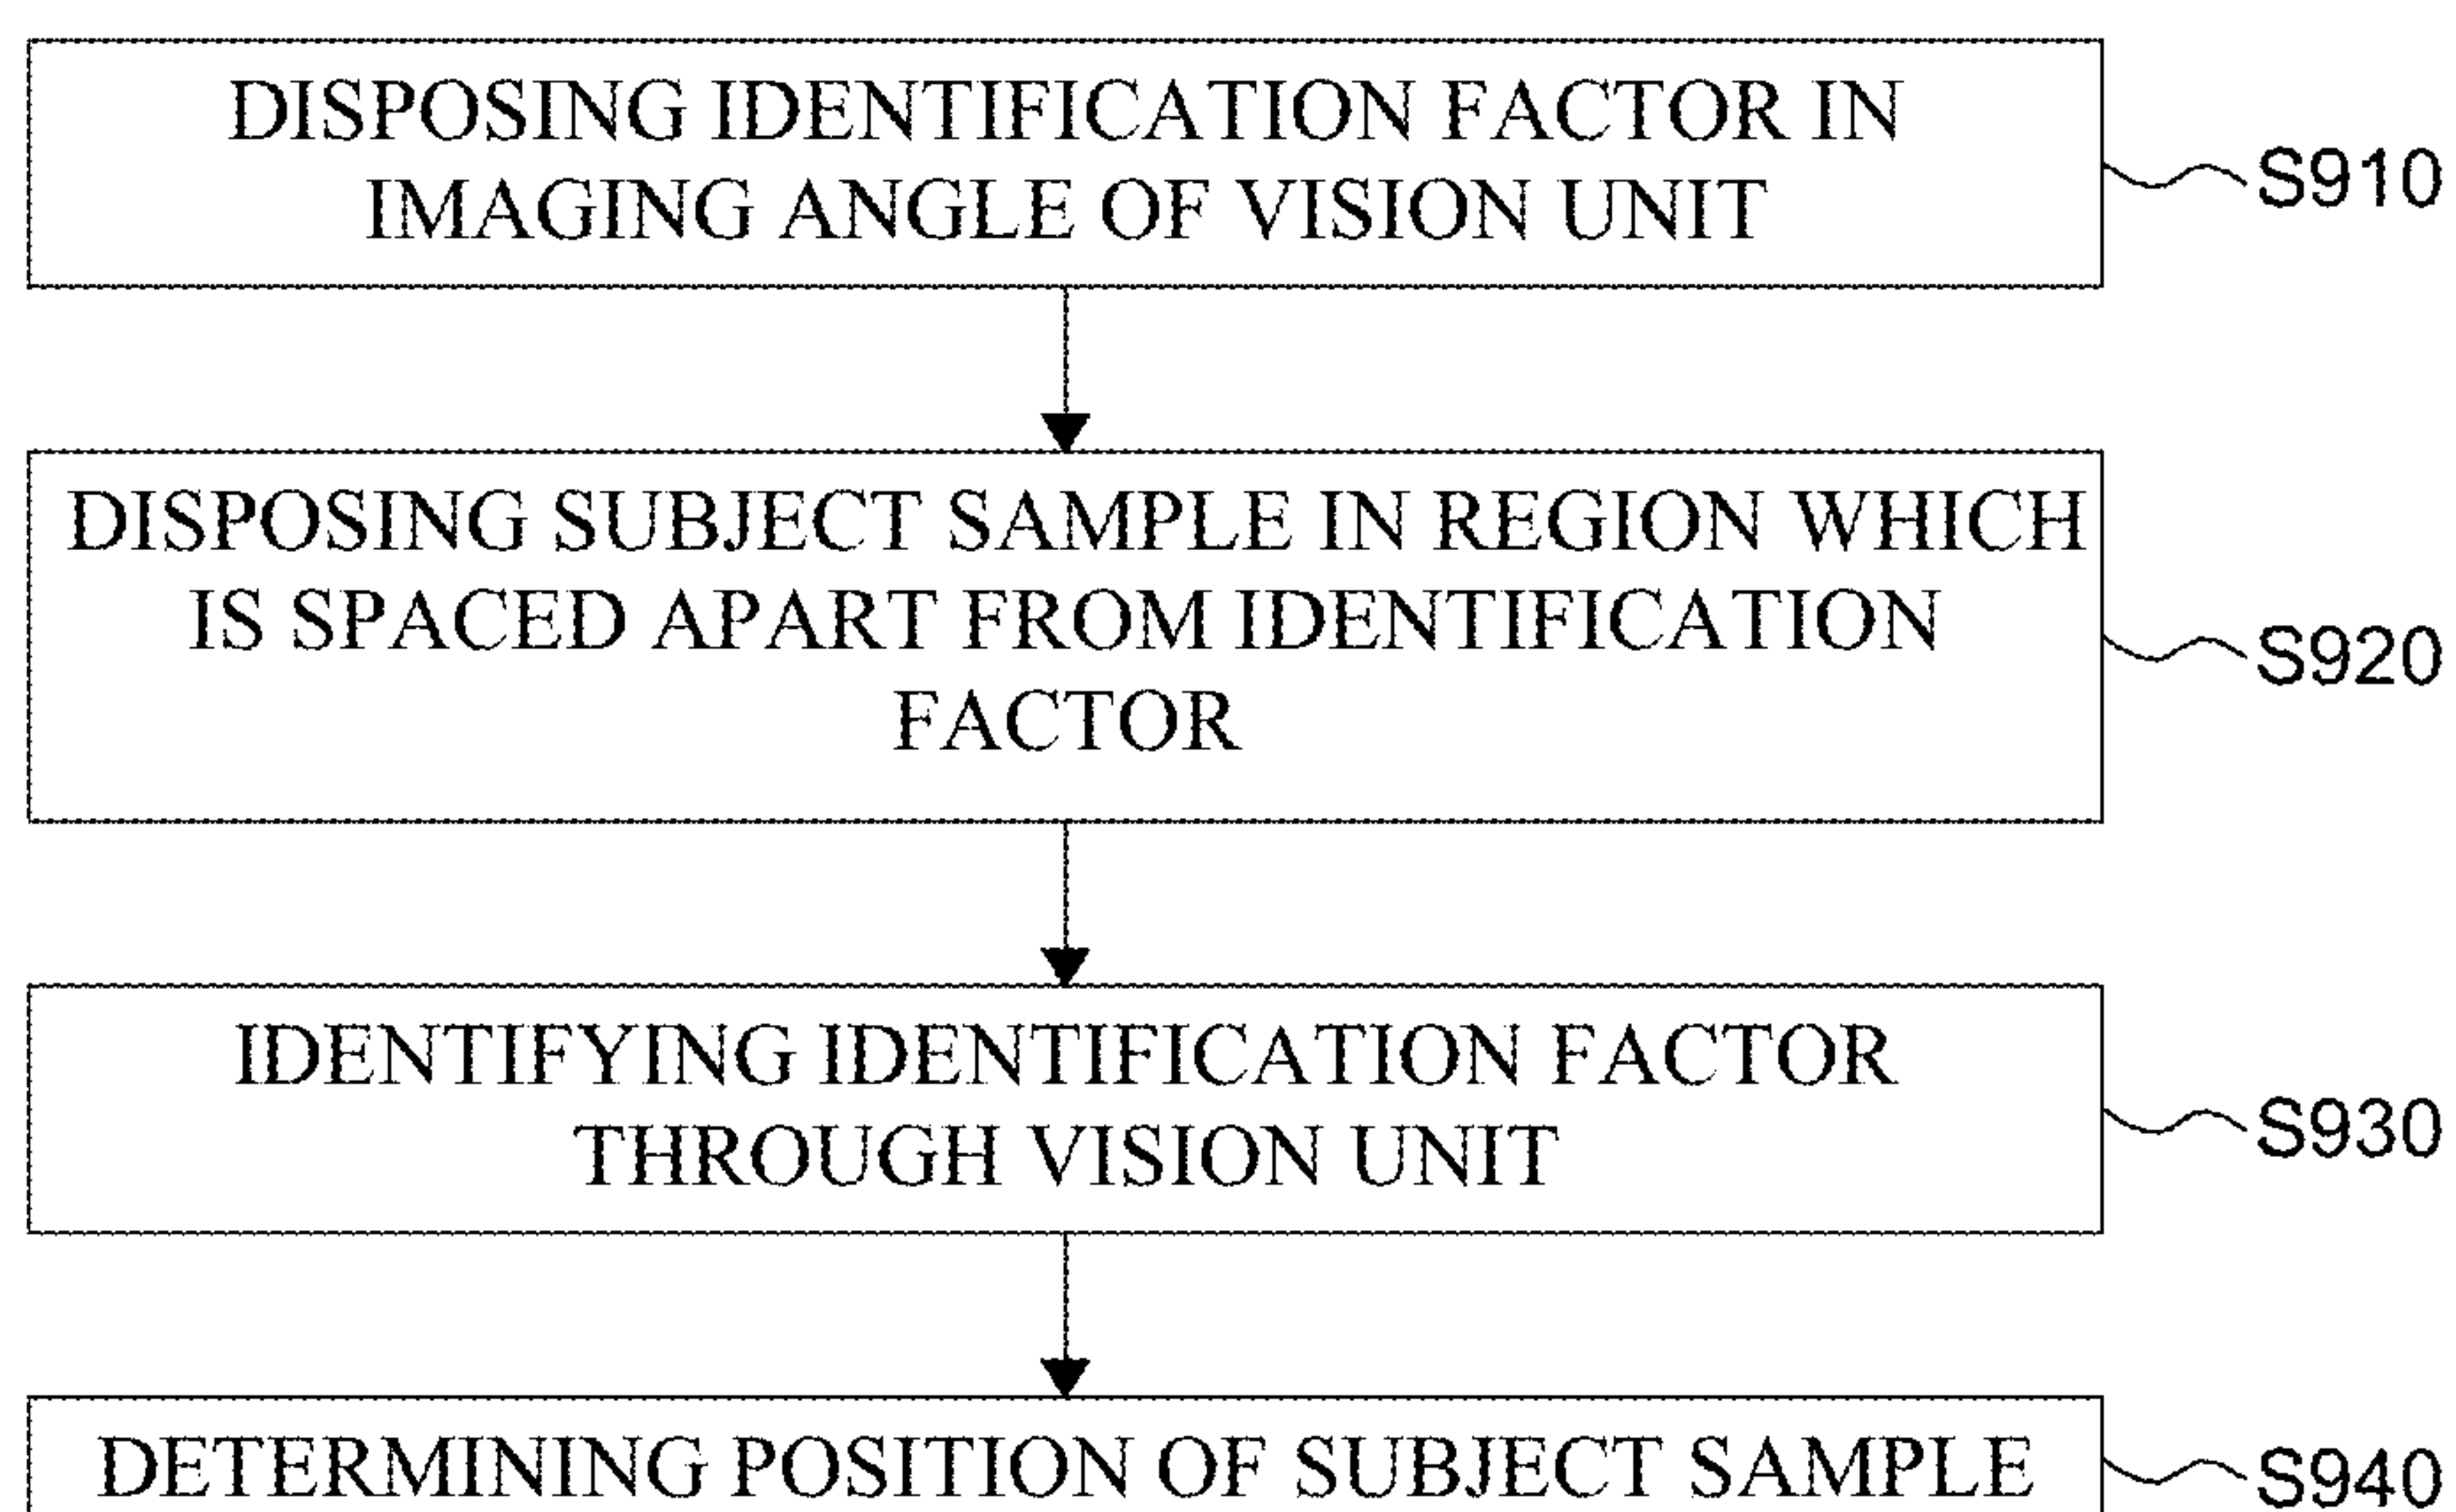 DISPOSING IDENTIFICATION FACTOR IN
IMAGING ANGLE OF VISION UNIT
S910
DISPOSING SUBJECT SAMPLE IN REGION WHICH
IS SPACED APART FROM IDENTIFICATION
FACTOR
S920
IDENTIFYING IDENTIFICATION FACTOR
THROUGH VISION UNIT
S930
DETERMINING POSITION OF SUBJECT SAMPLE
S940